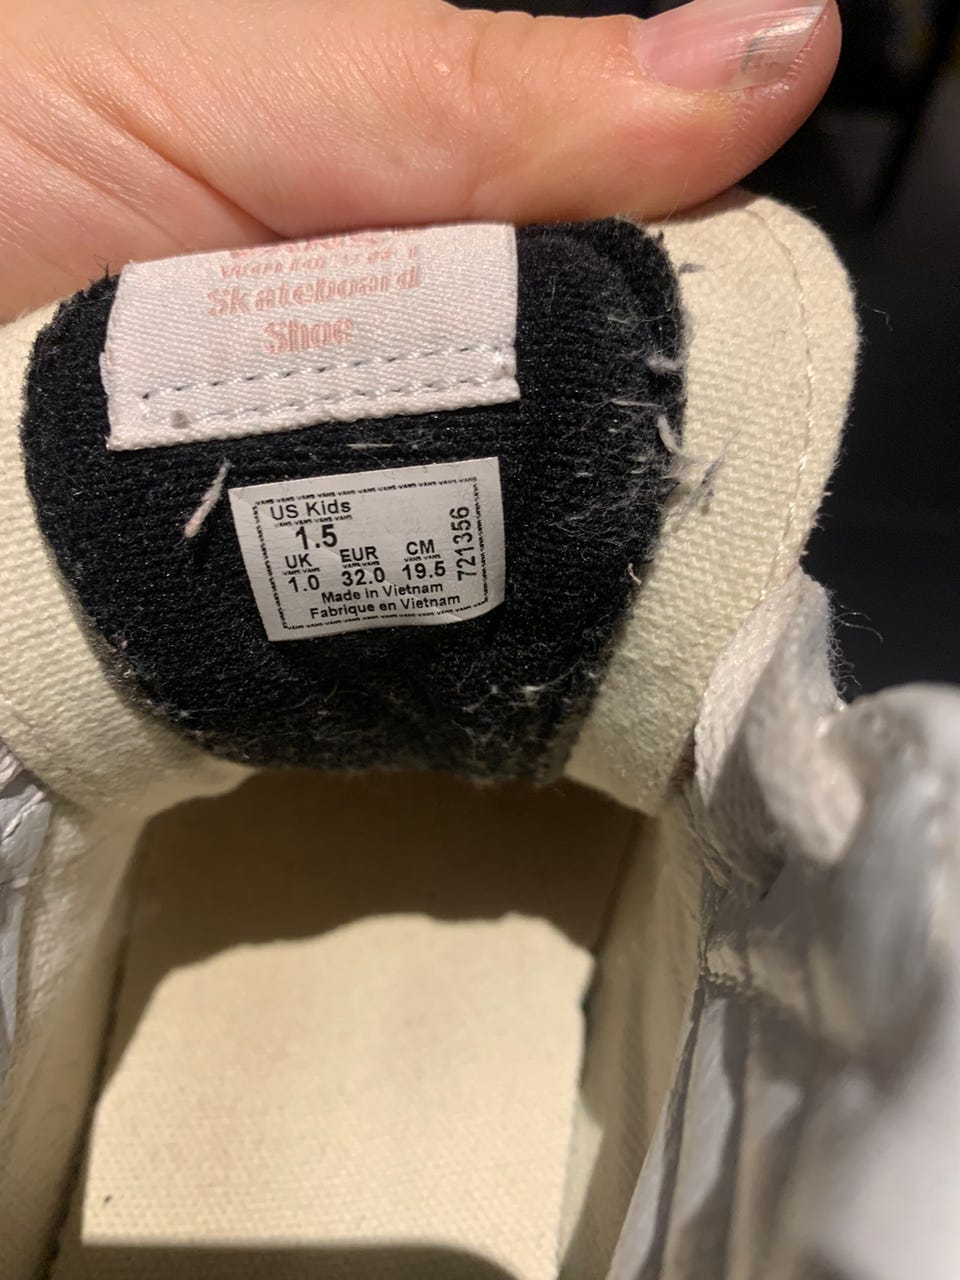 Skateboard
Shoe
US Kids
1.5
UK EUR CM
1.0 32.0 19.5
721356
Made in Vietnam
Fabrique en Vietnam